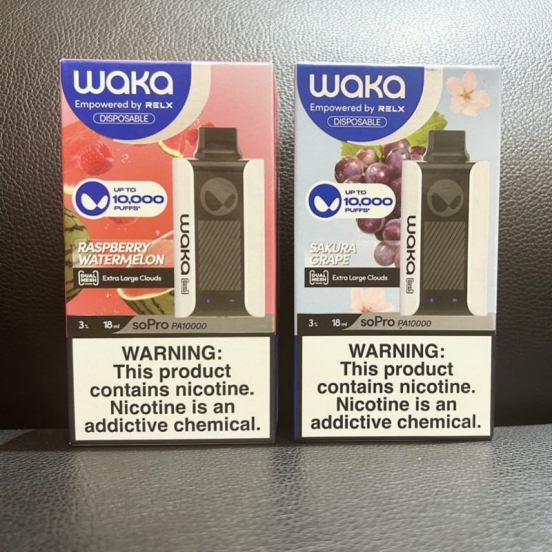 waka
Empowered by RELX
DISPOSABLE
UP TO
10,000
PUFFS*
RASPBERRY
WATERMELON
DUAL
MESH
Extra Large Clouds
waka
3% 18ml soPro PA10000
WARNING:
This product
contains nicotine.
Nicotine is an
addictive chemical.
waka
Empowered by RELX
DISPOSABLE
UP TO
10,000
PUFFS*
SAKURA
GRAPE
DUAL
MESH
Extra Large Clouds
waka
3% 18ml soPro PA10000
WARNING:
This product
contains nicotine.
Nicotine is an
addictive chemical.